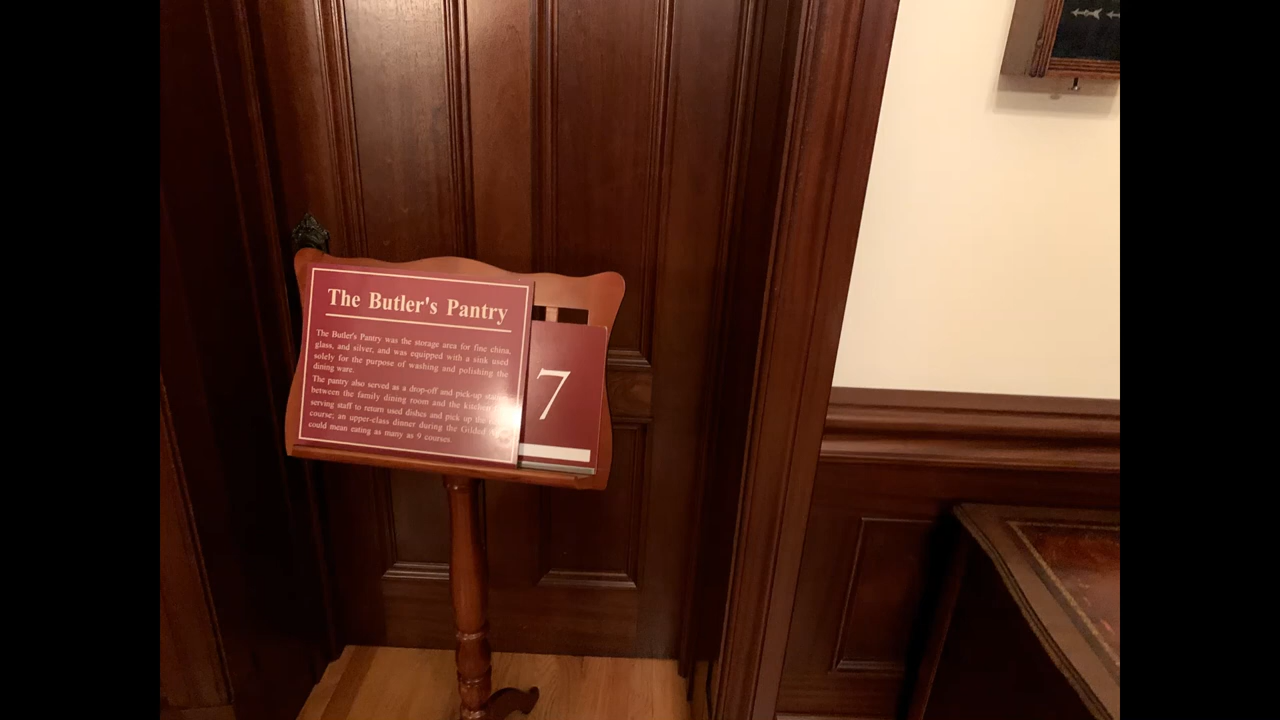 The Butler's Pantry
The Butler's Pantry was the storage area for fine china,
glass, and silver, and was equipped with a sink used
solely for the purpose of washing and polishing the
dining ware.
The pantry also served as a drop-off and pick-up
between the family dining room and the
serving staff to return used dishes and pick up
course; an upper-class dinner during the Gilded
could mean eating as many as 9 courses.
7